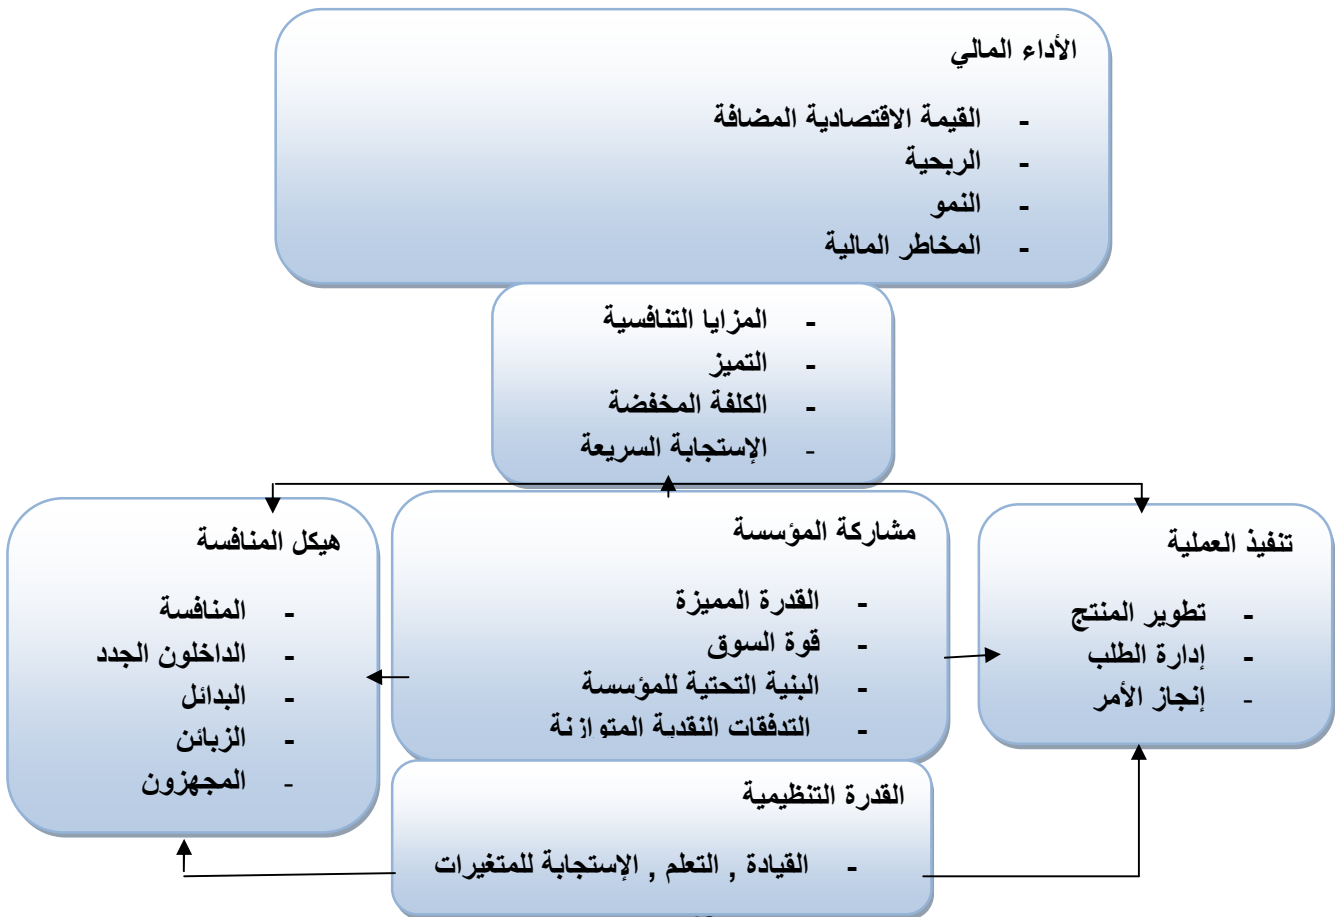 الأداء المالي
- القيمة الاقتصادية المضافة
- الربحية
- النمو
- المخاطر المالية
- المزايا التنافسية
- التميز
- الكلفة المخفضة
- الإستجابة السريعة
تنفيذ العملية
- تطوير المنتج
- إدارة الطلب
- إنجاز الأمر
مشاركة المؤسسة
- القدرة المميزة
- قوة السوق
- البنية التحتية للمؤسسة
- التدفقات النقدية المتوازنة
هيكل المنافسة
- المنافسة
- الداخلون الجدد
- البدائل
- الزبائن
- المجهزون
القدرة التنظيمية
- القيادة , التعلم , الإستجابة للمتغيرات